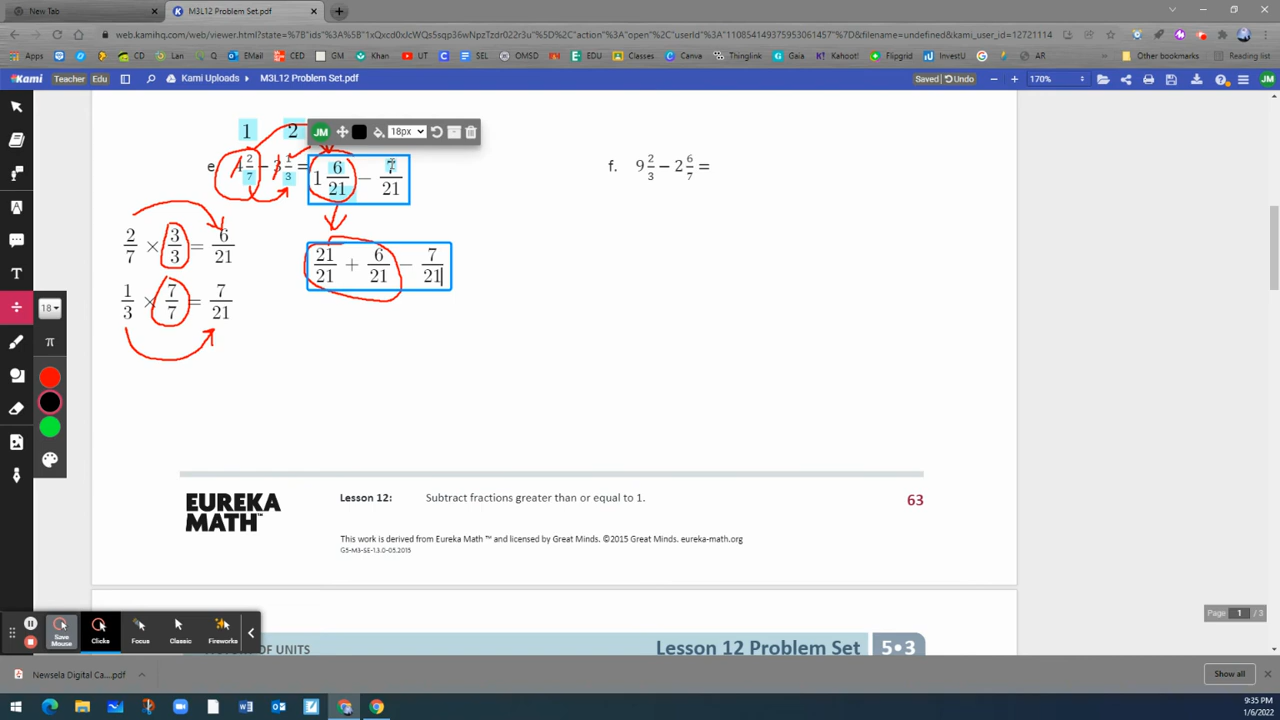 New Tab
M3L12 Problem Set.pdf
web.kamihq.com/web/viewer.html?state=%7B"ids"%3A%5B"1qXxcd0xJcWQs5sqp36wNpzTzdr022r3u"%5D%2C"action"%3A"open"%2C"userId"%3A"110854149375953061457"%7D&filename=undefined&kami_user_id=12721114
Apps CD Lan Q EMail CED GM Khan UT SEL OMSD EDU Classes Canva Thinglink Gaia Kahoot! Flipgrid InvestU AR Other bookmarks Reading list
Kami Teacher Edu Kami Uploads M3L12 Problem Set.pdf Saved Undo 170% JM
1 2
JM 18px
e 4 2/7 − 3 1/3 = 1 6/21 − 7/21
f. 9 2/3 − 2 6/7 =
2/7 × 3/3 = 6/21
21/21 + 6/21 − 7/21
1/3 × 7/7 = 7/21
18
π
EUREKA MATH™
Lesson 12: Subtract fractions greater than or equal to 1.
63
This work is derived from Eureka Math ™ and licensed by Great Minds. ©2015 Great Minds. eureka-math.org
G5-M3-SE-1.3.0-05.2015
Page 1 / 3
Save Mouse
Clicks
Focus
Classic
Fireworks
OF UNITS
Lesson 12 Problem Set 5•3
Newsela Digital Ca....pdf
Show all
9:35 PM
1/6/2022